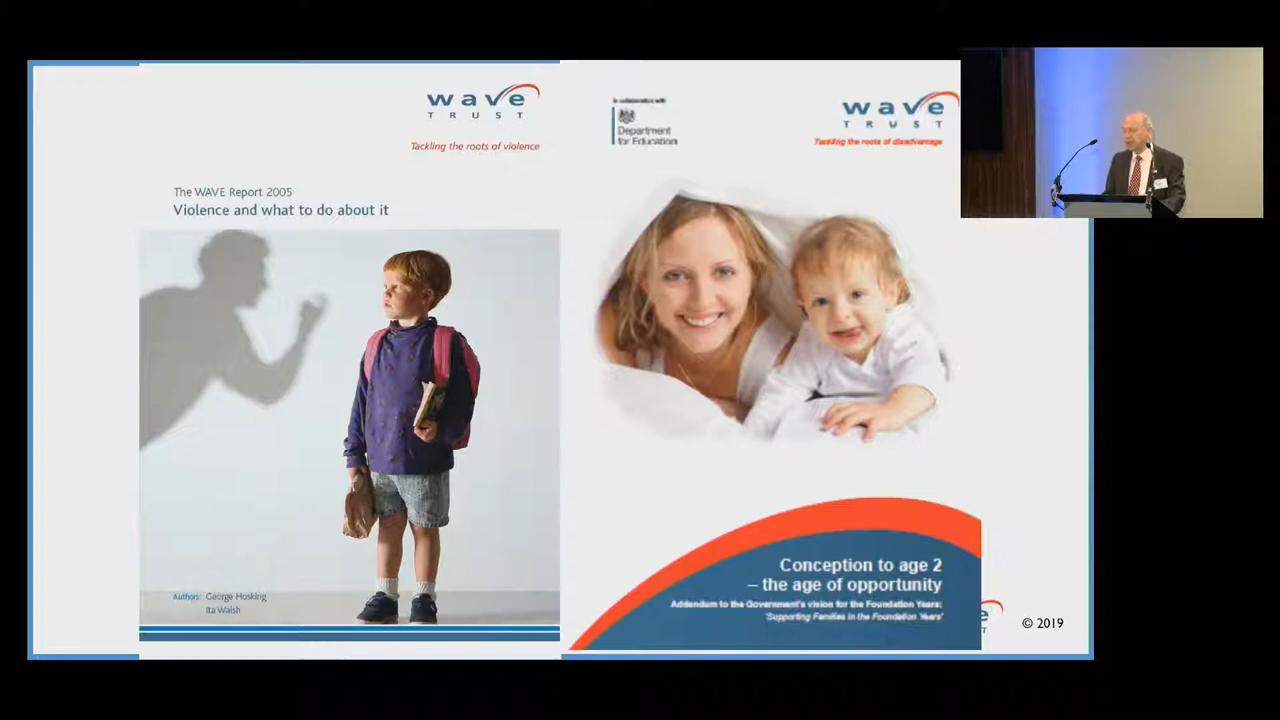 wave
TRUST
Tackling the roots of violence
The WAVE Report 2005
Violence and what to do about it
Authors: George Hosking
Ita Walsh
in collaboration with
Department
for Education
wave
TRUST
Tackling the roots of disadvantage
Conception to age 2
– the age of opportunity
Addendum to the Government's vision for the Foundation Years:
'Supporting Families in the Foundation Years'
© 2019